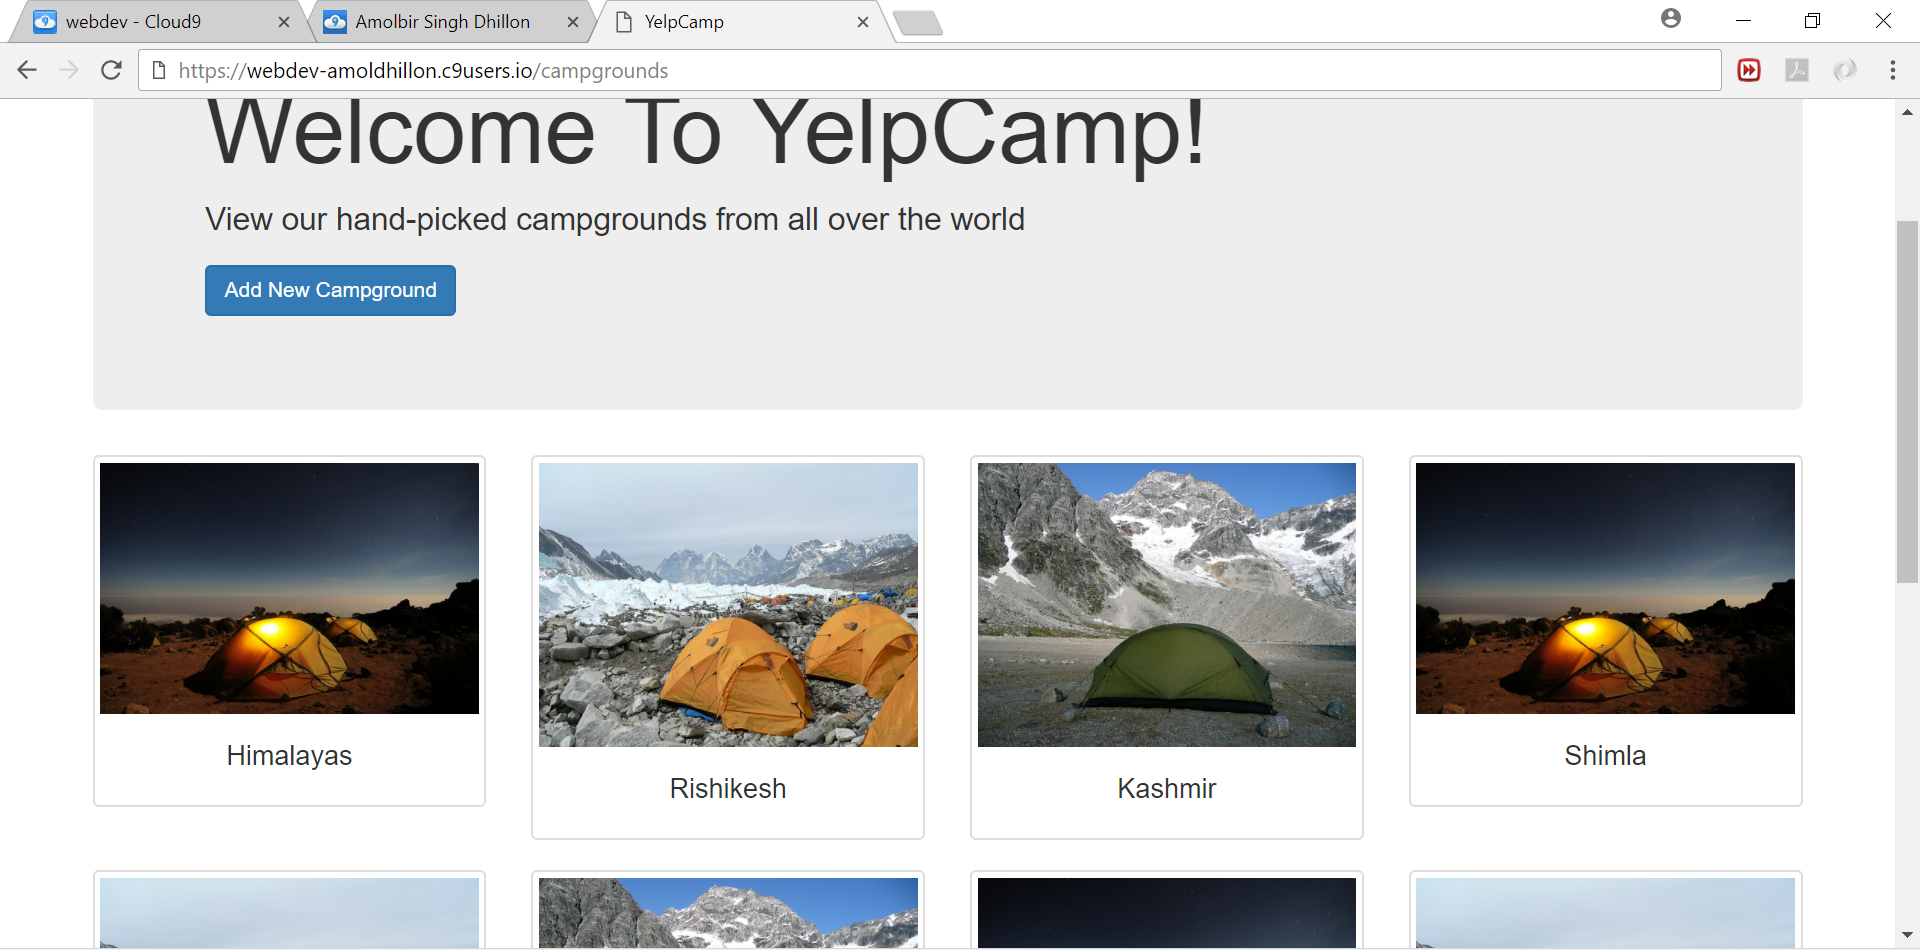 webdev - Cloud9
Amolbir Singh Dhillon
YelpCamp
https://webdev-amoldhillon.c9users.io/campgrounds
Welcome To YelpCamp!
View our hand-picked campgrounds from all over the world
Add New Campground
Himalayas
Rishikesh
Kashmir
Shimla